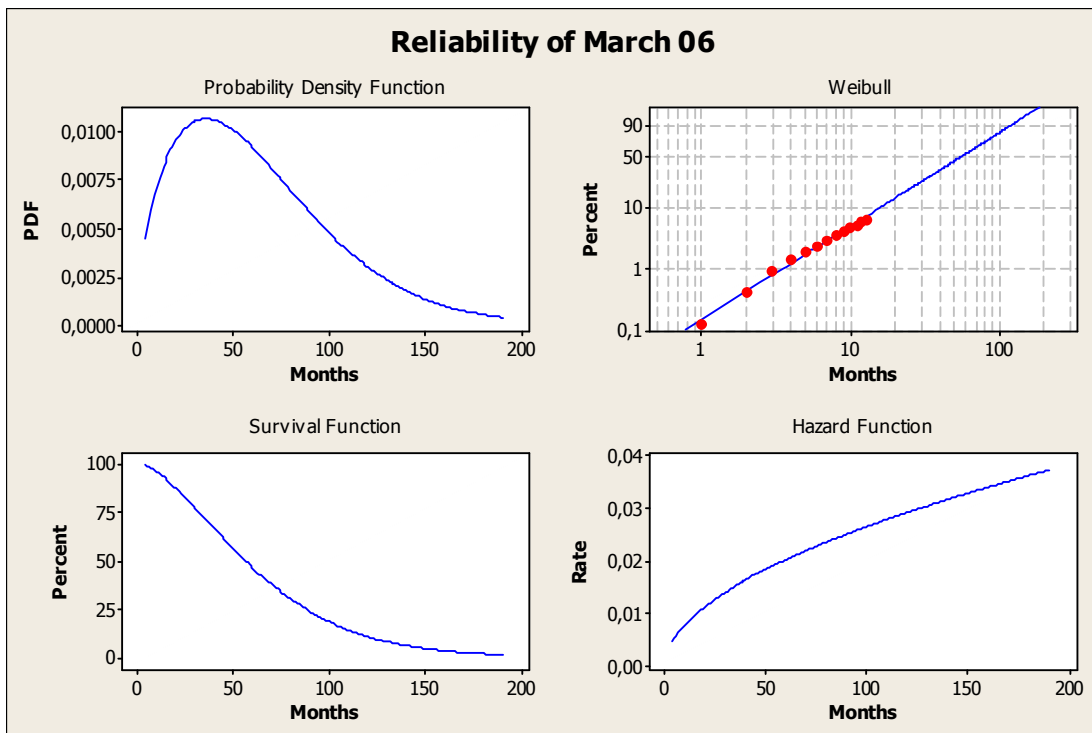 Reliability of March 06
Probability Density Function
PDF
0,0100
0,0075
0,0050
0,0025
0,0000
0 50 100 150 200
Months
Weibull
Percent
90
50
10
1
0,1
1 10 100
Months
Survival Function
Percent
100
75
50
25
0
0 50 100 150 200
Months
Hazard Function
Rate
0,04
0,03
0,02
0,01
0,00
0 50 100 150 200
Months